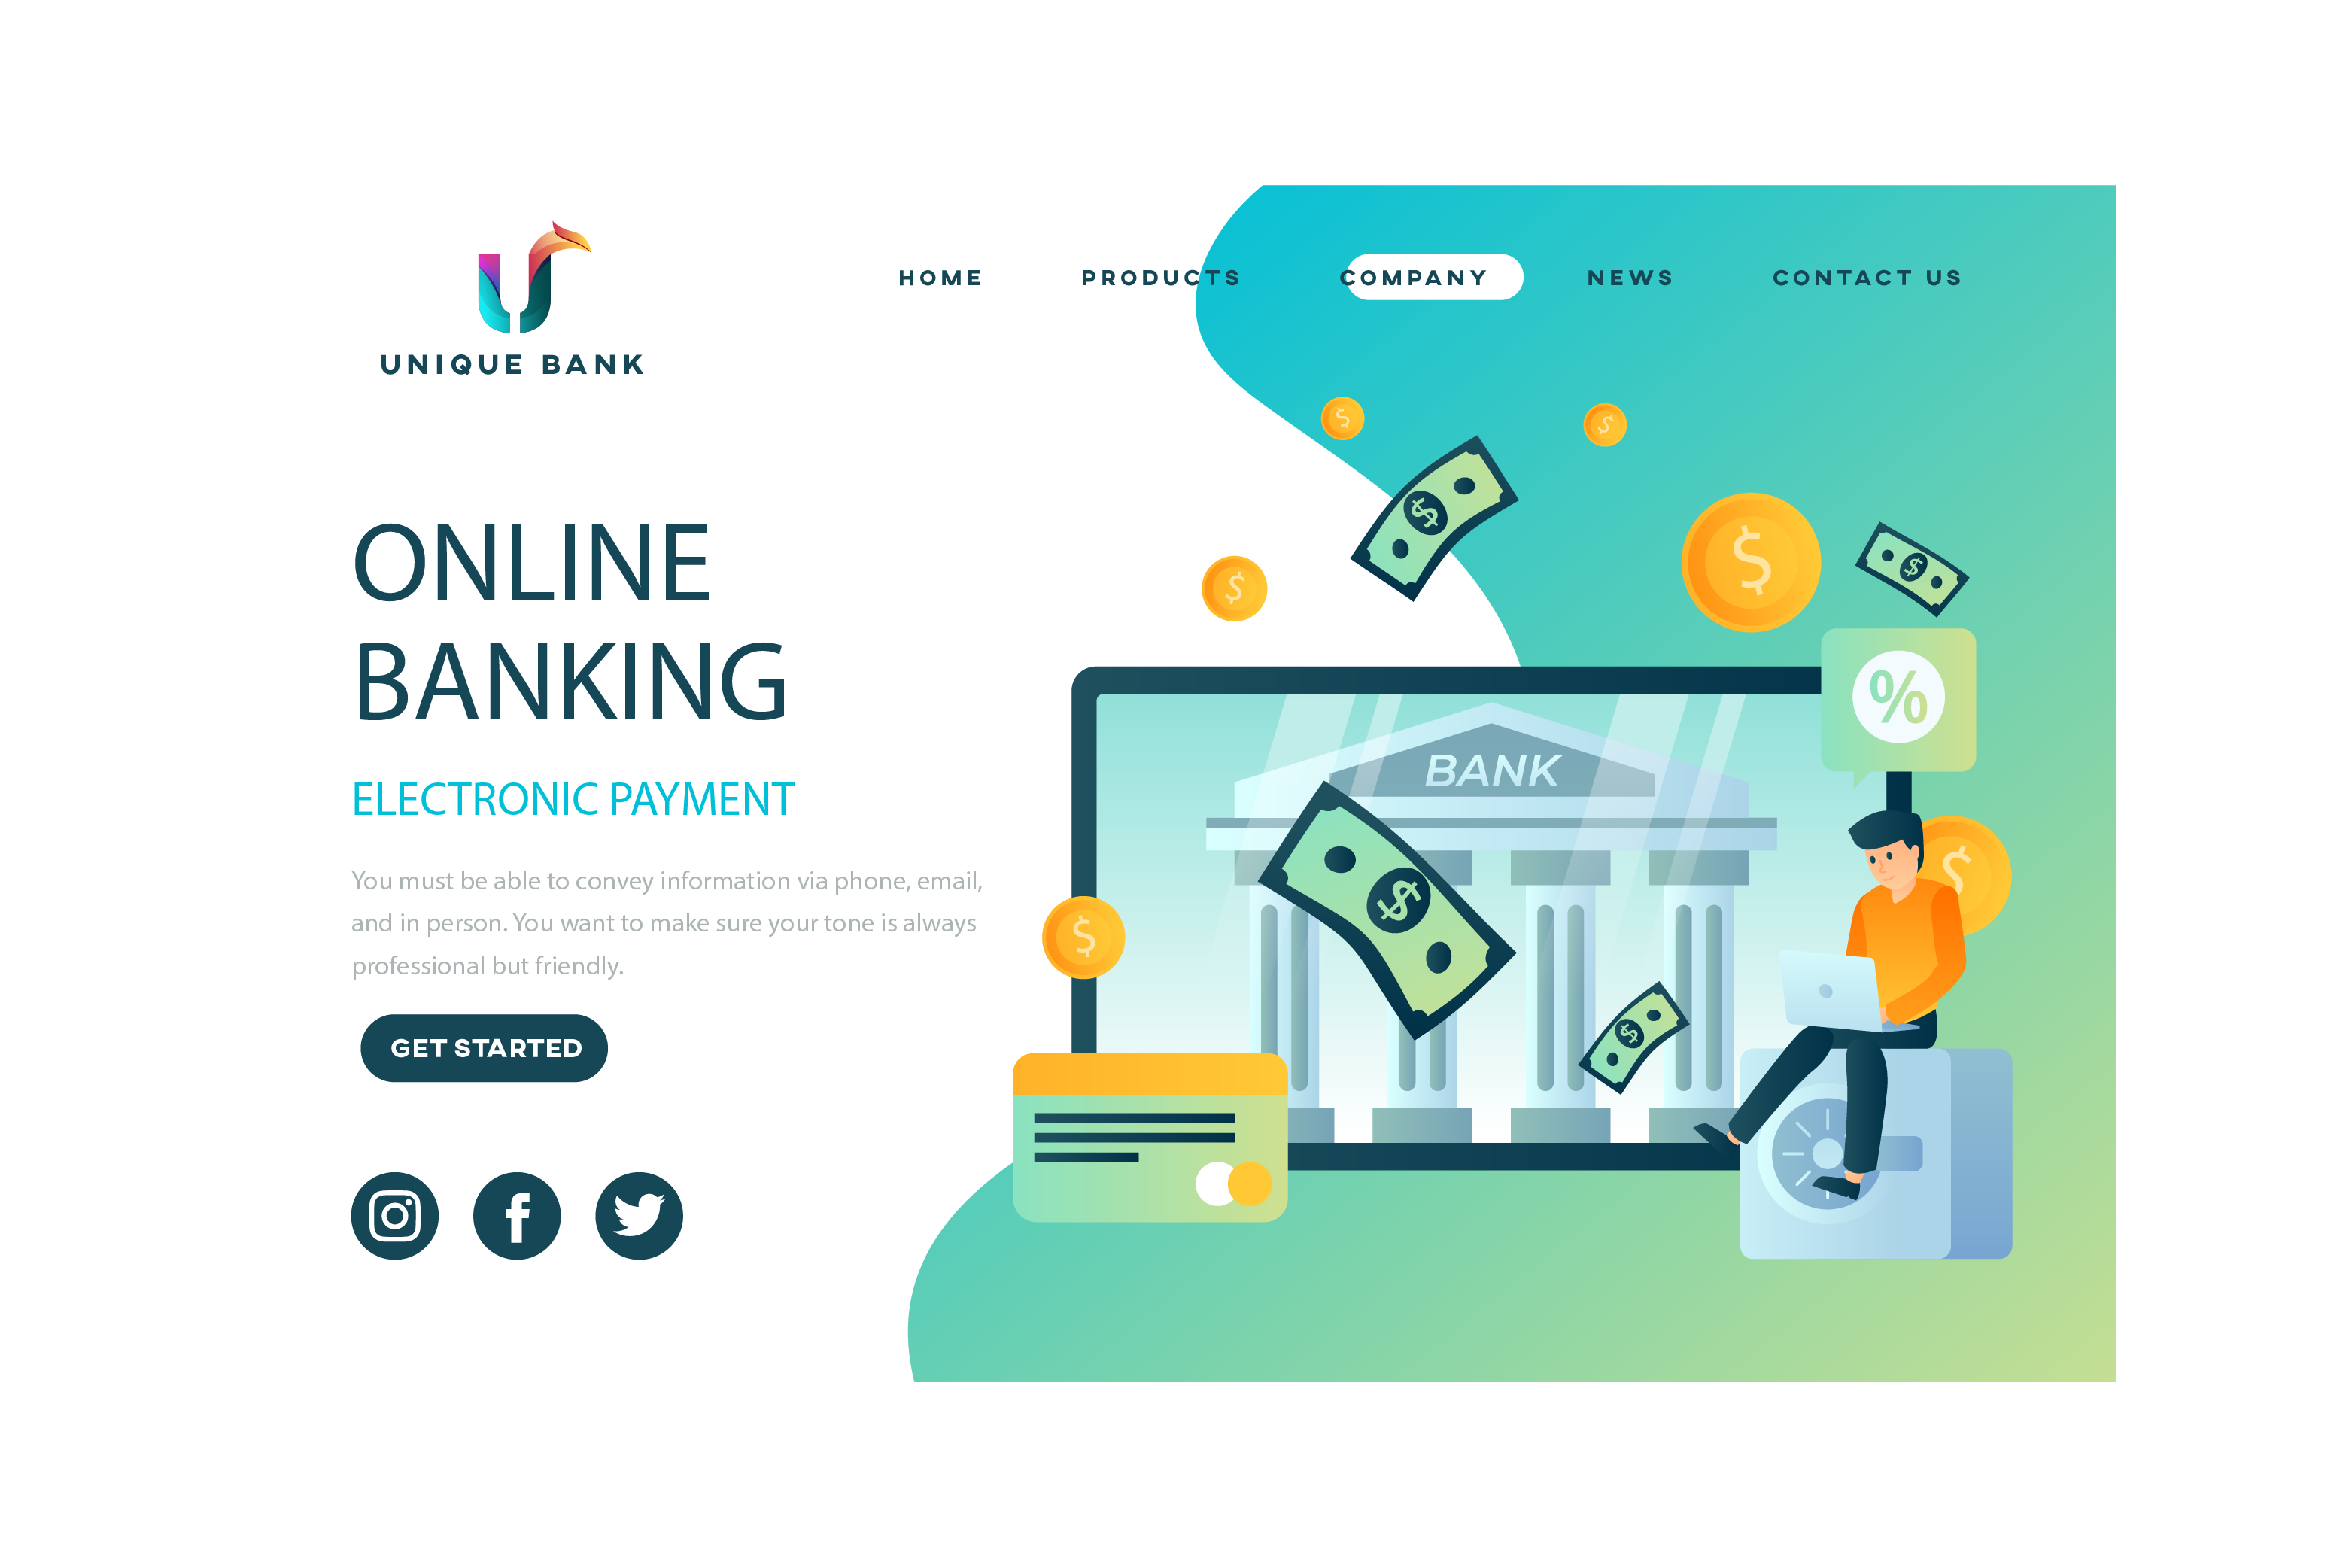 UNIQUE BANK
HOME PRODUCTS COMPANY NEWS CONTACT US
ONLINE
BANKING
ELECTRONIC PAYMENT
You must be able to convey information via phone, email,
and in person. You want to make sure your tone is always
professional but friendly.
GET STARTED
$
$
$
$
$
$
%
BANK
$
$
$
$